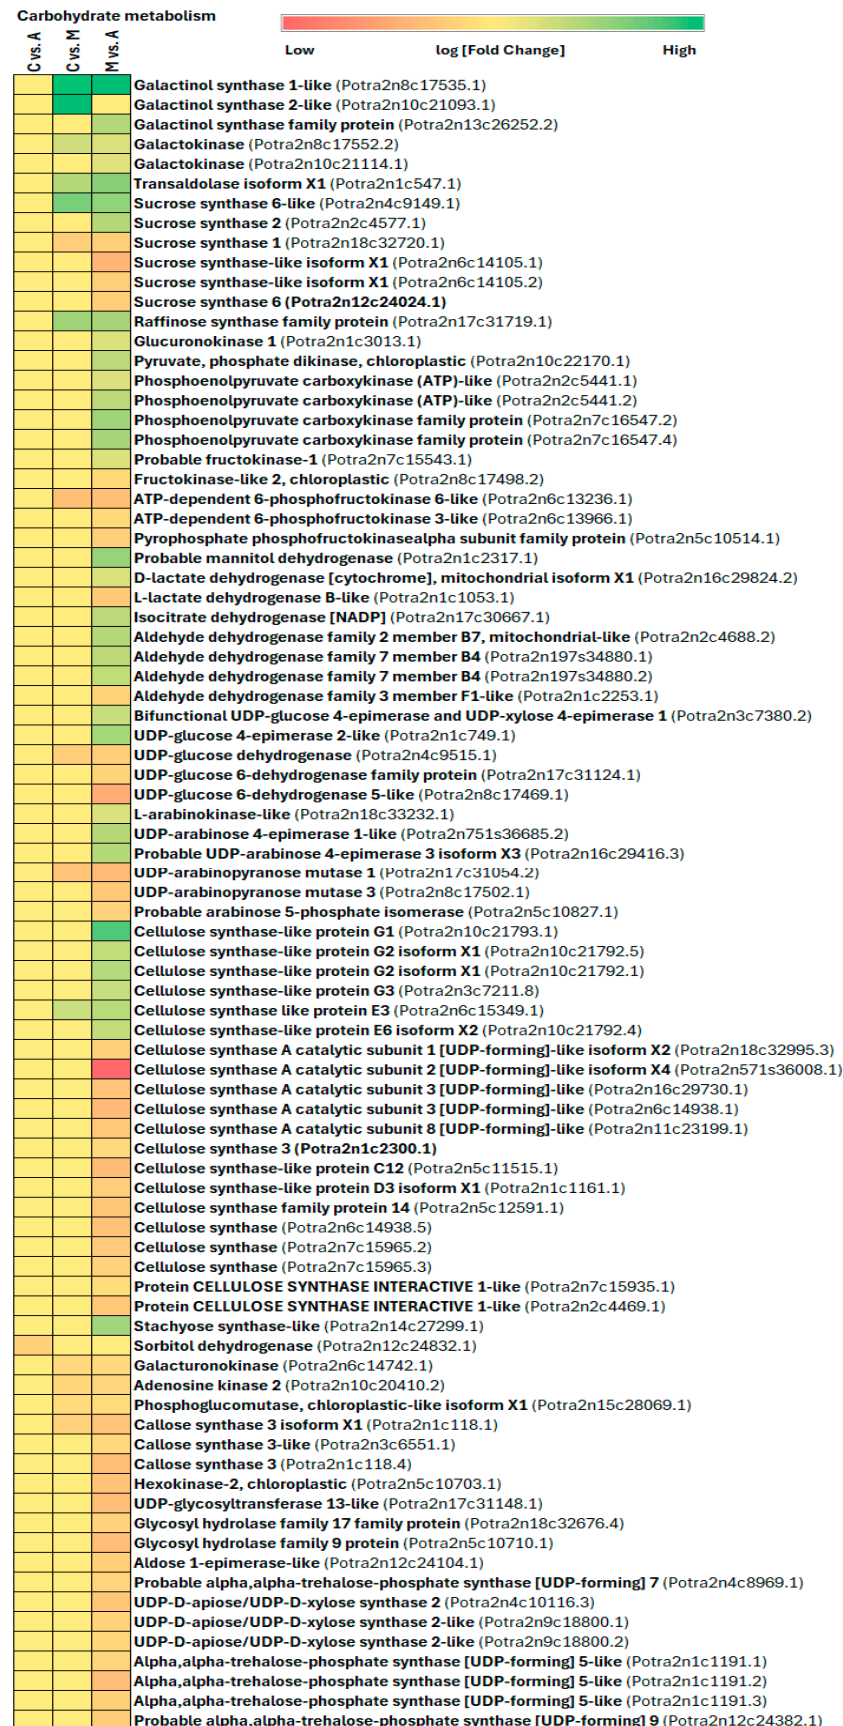 Carbohydrate metabolism
C vs. A
C vs. M
M vs. A
Low log [Fold Change] High
Galactinol synthase 1-like (Potra2n8c17535.1)
Galactinol synthase 2-like (Potra2n10c21093.1)
Galactinol synthase family protein (Potra2n13c26252.2)
Galactokinase (Potra2n8c17552.2)
Galactokinase (Potra2n10c21114.1)
Transaldolase isoform X1 (Potra2n1c547.1)
Sucrose synthase 6-like (Potra2n4c9149.1)
Sucrose synthase 2 (Potra2n2c4577.1)
Sucrose synthase 1 (Potra2n18c32720.1)
Sucrose synthase-like isoform X1 (Potra2n6c14105.1)
Sucrose synthase-like isoform X1 (Potra2n6c14105.2)
Sucrose synthase 6 (Potra2n12c24024.1)
Raffinose synthase family protein (Potra2n17c31719.1)
Glucuronokinase 1 (Potra2n1c3013.1)
Pyruvate, phosphate dikinase, chloroplastic (Potra2n10c22170.1)
Phosphoenolpyruvate carboxykinase (ATP)-like (Potra2n2c5441.1)
Phosphoenolpyruvate carboxykinase (ATP)-like (Potra2n2c5441.2)
Phosphoenolpyruvate carboxykinase family protein (Potra2n7c16547.2)
Phosphoenolpyruvate carboxykinase family protein (Potra2n7c16547.4)
Probable fructokinase-1 (Potra2n7c15543.1)
Fructokinase-like 2, chloroplastic (Potra2n8c17498.2)
ATP-dependent 6-phosphofructokinase 6-like (Potra2n6c13236.1)
ATP-dependent 6-phosphofructokinase 3-like (Potra2n6c13966.1)
Pyrophosphate phosphofructokinasealpha subunit family protein (Potra2n5c10514.1)
Probable mannitol dehydrogenase (Potra2n1c2317.1)
D-lactate dehydrogenase [cytochrome], mitochondrial isoform X1 (Potra2n16c29824.2)
L-lactate dehydrogenase B-like (Potra2n1c1053.1)
Isocitrate dehydrogenase [NADP] (Potra2n17c30667.1)
Aldehyde dehydrogenase family 2 member B7, mitochondrial-like (Potra2n2c4688.2)
Aldehyde dehydrogenase family 7 member B4 (Potra2n197s34880.1)
Aldehyde dehydrogenase family 7 member B4 (Potra2n197s34880.2)
Aldehyde dehydrogenase family 3 member F1-like (Potra2n1c2253.1)
Bifunctional UDP-glucose 4-epimerase and UDP-xylose 4-epimerase 1 (Potra2n3c7380.2)
UDP-glucose 4-epimerase 2-like (Potra2n1c749.1)
UDP-glucose dehydrogenase (Potra2n4c9515.1)
UDP-glucose 6-dehydrogenase family protein (Potra2n17c31124.1)
UDP-glucose 6-dehydrogenase 5-like (Potra2n8c17469.1)
L-arabinokinase-like (Potra2n18c33232.1)
UDP-arabinose 4-epimerase 1-like (Potra2n751s36685.2)
Probable UDP-arabinose 4-epimerase 3 isoform X3 (Potra2n16c29416.3)
UDP-arabinopyranose mutase 1 (Potra2n17c31054.2)
UDP-arabinopyranose mutase 3 (Potra2n8c17502.1)
Probable arabinose 5-phosphate isomerase (Potra2n5c10827.1)
Cellulose synthase-like protein G1 (Potra2n10c21793.1)
Cellulose synthase-like protein G2 isoform X1 (Potra2n10c21792.5)
Cellulose synthase-like protein G2 isoform X1 (Potra2n10c21792.1)
Cellulose synthase-like protein G3 (Potra2n3c7211.8)
Cellulose synthase like protein E3 (Potra2n6c15349.1)
Cellulose synthase-like protein E6 isoform X2 (Potra2n10c21792.4)
Cellulose synthase A catalytic subunit 1 [UDP-forming]-like isoform X2 (Potra2n18c32995.3)
Cellulose synthase A catalytic subunit 2 [UDP-forming]-like isoform X4 (Potra2n571s36008.1)
Cellulose synthase A catalytic subunit 3 [UDP-forming]-like (Potra2n16c29730.1)
Cellulose synthase A catalytic subunit 3 [UDP-forming]-like (Potra2n6c14938.1)
Cellulose synthase A catalytic subunit 8 [UDP-forming]-like (Potra2n11c23199.1)
Cellulose synthase 3 (Potra2n1c2300.1)
Cellulose synthase-like protein C12 (Potra2n5c11515.1)
Cellulose synthase-like protein D3 isoform X1 (Potra2n1c1161.1)
Cellulose synthase family protein 14 (Potra2n5c12591.1)
Cellulose synthase (Potra2n6c14938.5)
Cellulose synthase (Potra2n7c15965.2)
Cellulose synthase (Potra2n7c15965.3)
Protein CELLULOSE SYNTHASE INTERACTIVE 1-like (Potra2n7c15935.1)
Protein CELLULOSE SYNTHASE INTERACTIVE 1-like (Potra2n2c4469.1)
Stachyose synthase-like (Potra2n14c27299.1)
Sorbitol dehydrogenase (Potra2n12c24832.1)
Galacturonokinase (Potra2n6c14742.1)
Adenosine kinase 2 (Potra2n10c20410.2)
Phosphoglucomutase, chloroplastic-like isoform X1 (Potra2n15c28069.1)
Callose synthase 3 isoform X1 (Potra2n1c118.1)
Callose synthase 3-like (Potra2n3c6551.1)
Callose synthase 3 (Potra2n1c118.4)
Hexokinase-2, chloroplastic (Potra2n5c10703.1)
UDP-glycosyltransferase 13-like (Potra2n17c31148.1)
Glycosyl hydrolase family 17 family protein (Potra2n18c32676.4)
Glycosyl hydrolase family 9 protein (Potra2n5c10710.1)
Aldose 1-epimerase-like (Potra2n12c24104.1)
Probable alpha,alpha-trehalose-phosphate synthase [UDP-forming] 7 (Potra2n4c8969.1)
UDP-D-apiose/UDP-D-xylose synthase 2 (Potra2n4c10116.3)
UDP-D-apiose/UDP-D-xylose synthase 2-like (Potra2n9c18800.1)
UDP-D-apiose/UDP-D-xylose synthase 2-like (Potra2n9c18800.2)
Alpha,alpha-trehalose-phosphate synthase [UDP-forming] 5-like (Potra2n1c1191.1)
Alpha,alpha-trehalose-phosphate synthase [UDP-forming] 5-like (Potra2n1c1191.2)
Alpha,alpha-trehalose-phosphate synthase [UDP-forming] 5-like (Potra2n1c1191.3)
Probable alpha,alpha-trehalose-phosphate synthase [UDP-forming] 9 (Potra2n12c24382.1)